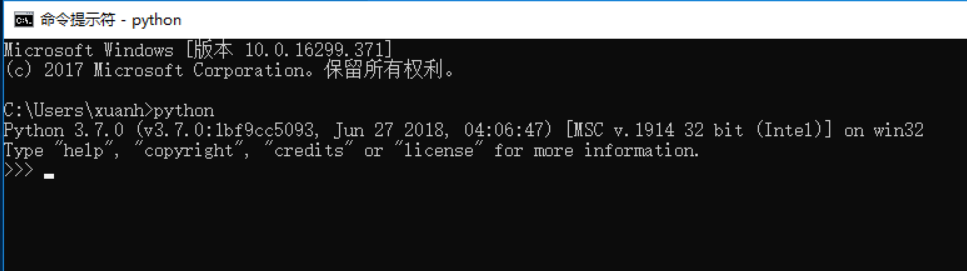 命令提示符 - python
Microsoft Windows [版本 10.0.16299.371]
(c) 2017 Microsoft Corporation。保留所有权利。
C:\Users\xuanh>python
Python 3.7.0 (v3.7.0:1bf9cc5093, Jun 27 2018, 04:06:47) [MSC v.1914 32 bit (Intel)] on win32
Type "help", "copyright", "credits" or "license" for more information.
>>> _